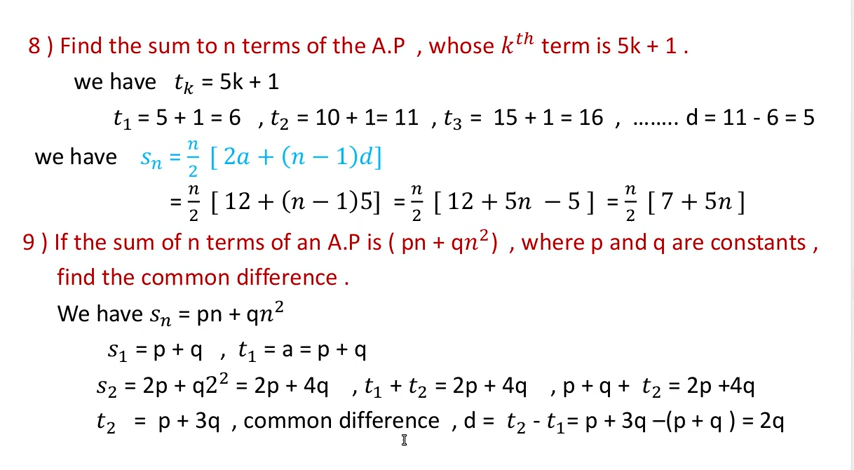 8 ) Find the sum to n terms of the A.P , whose kᵗʰ term is 5k + 1 .
we have tₖ = 5k + 1
t₁ = 5 + 1 = 6 , t₂ = 10 + 1= 11 , t₃ = 15 + 1 = 16 , …….. d = 11 - 6 = 5
we have sₙ = n/2 [ 2a + (n − 1)d]
= n/2 [ 12 + (n − 1)5] = n/2 [ 12 + 5n − 5 ] = n/2 [ 7 + 5n ]
9 ) If the sum of n terms of an A.P is ( pn + qn²) , where p and q are constants ,
find the common difference .
We have sₙ = pn + qn²
s₁ = p + q , t₁ = a = p + q
s₂ = 2p + q2² = 2p + 4q , t₁ + t₂ = 2p + 4q , p + q + t₂ = 2p +4q
t₂ = p + 3q , common difference , d = t₂ - t₁= p + 3q –(p + q ) = 2q